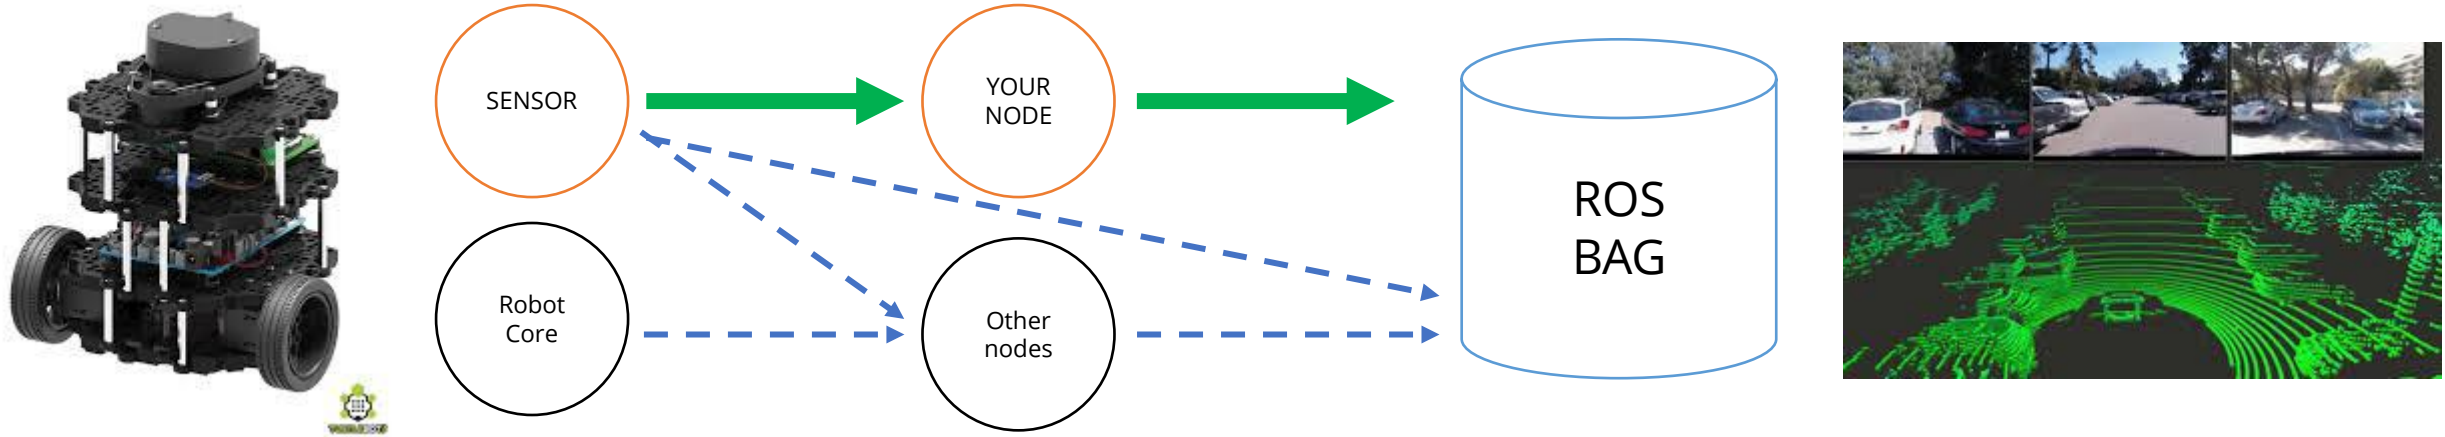 SENSOR
YOUR
NODE
Robot
Core
Other
nodes
ROS
BAG